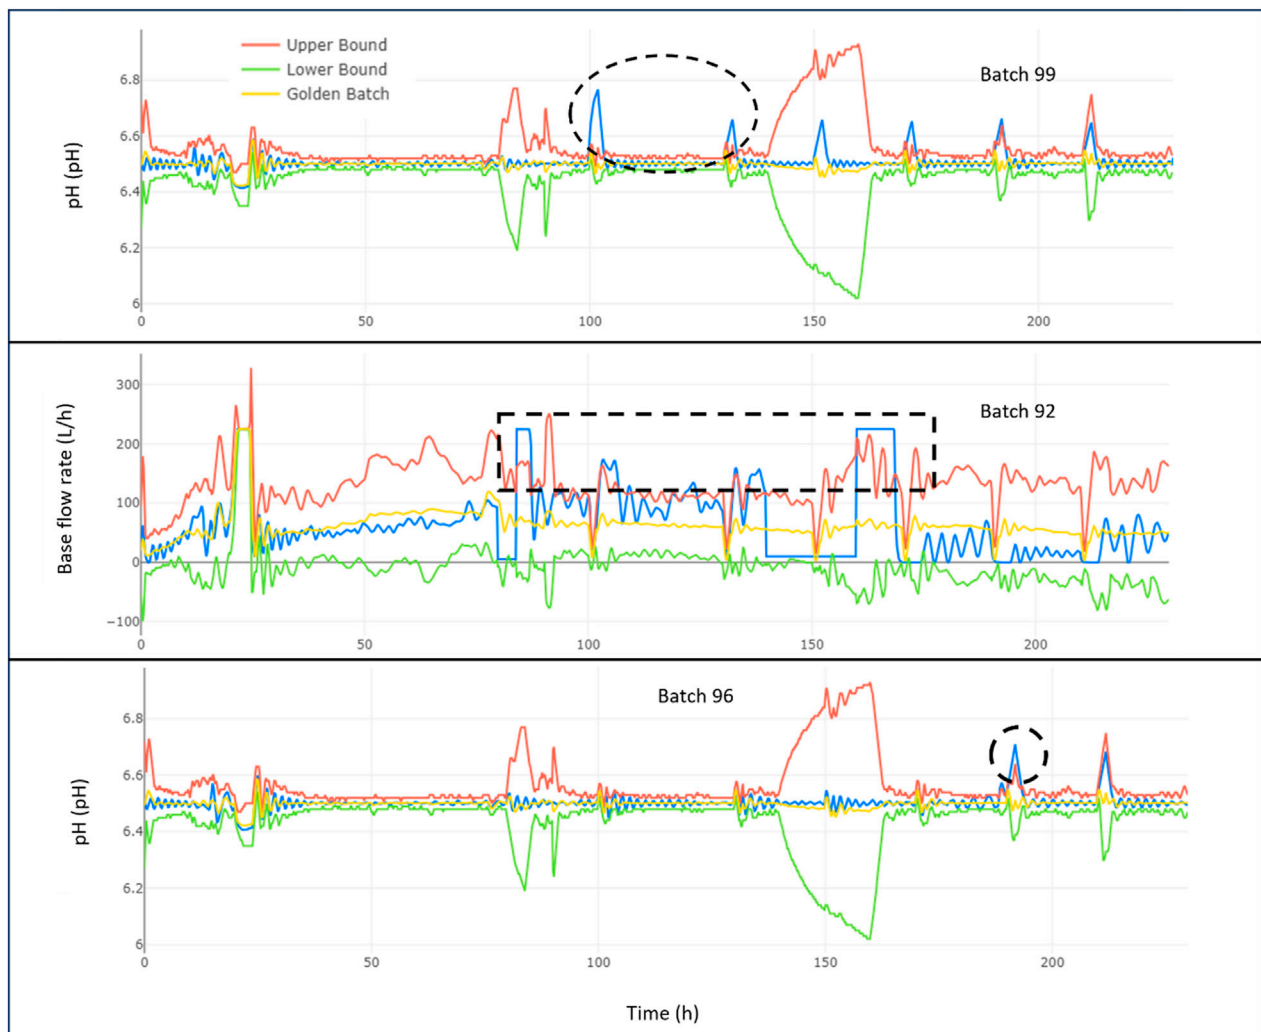 Upper Bound
Lower Bound
Golden Batch
Batch 99
pH (pH)
6.8
6.6
6.4
6.2
6
0 50 100 150 200
Batch 92
Base flow rate (L/h)
300
200
100
0
−100
0 50 100 150 200
Batch 96
pH (pH)
6.8
6.6
6.4
6.2
6
0 50 100 150 200
Time (h)